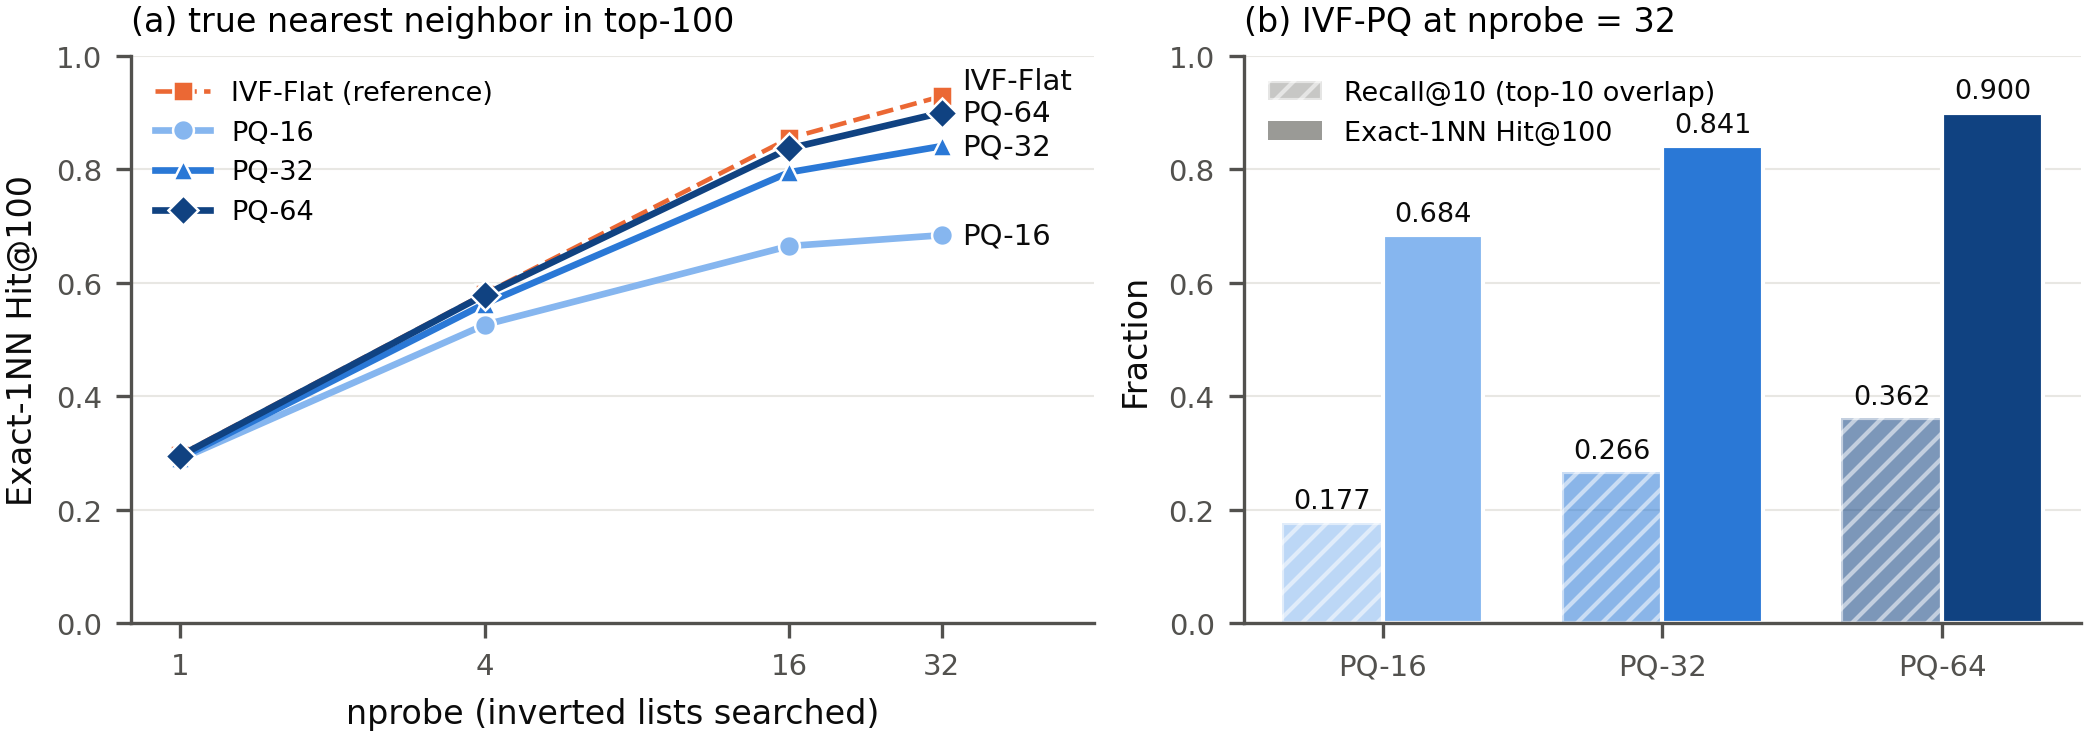 (a) true nearest neighbor in top-100
Exact-1NN Hit@100
1.0
0.8
0.6
0.4
0.2
0.0
IVF-Flat (reference)
PQ-16
PQ-32
PQ-64
IVF-Flat
PQ-64
PQ-32
PQ-16
1
4
16
32
nprobe (inverted lists searched)
(b) IVF-PQ at nprobe = 32
Fraction
1.0
0.8
0.6
0.4
0.2
0.0
Recall@10 (top-10 overlap)
Exact-1NN Hit@100
0.177
0.684
0.266
0.841
0.362
0.900
PQ-16
PQ-32
PQ-64